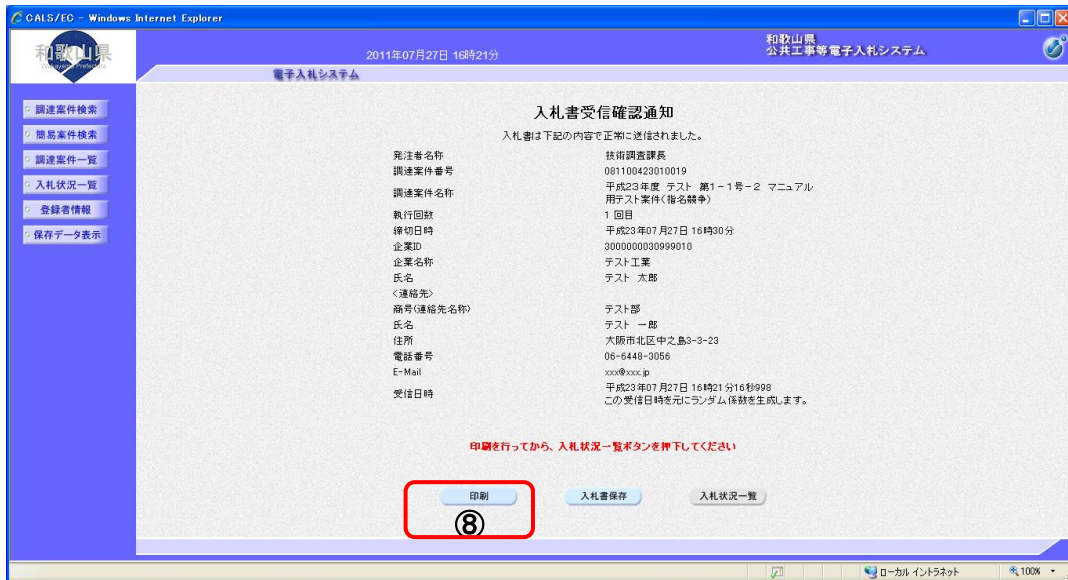 CALS/EC - Windows Internet Explorer
和歌山県
Wakayama Prefecture
2011年07月27日 16時21分
和歌山県
公共工事等電子入札システム
電子入札システム
調達案件検索
簡易案件検索
調達案件一覧
入札状況一覧
登録者情報
保存データ表示
入札書受信確認通知
入札書は下記の内容で正常に送信されました。
発注者名称 技術調査課長
調達案件番号 081100423010019
調達案件名称 平成23年度 テスト 第1-1号-2 マニュアル
用テスト案件(指名競争)
執行回数 1 回目
締切日時 平成23年07月27日 16時30分
企業ID 3000000030999010
企業名称 テスト工業
氏名 テスト 太郎
<連絡先>
商号(連絡先名称) テスト部
氏名 テスト 一郎
住所 大阪市北区中之島3-3-23
電話番号 06-6448-3056
E-Mail xxx@xxx.jp
受信日時 平成23年07月27日 16時21分16秒998
この受信日時を元にランダム係数を生成します。
印刷を行ってから、入札状況一覧ボタンを押下してください
印刷 入札書保存 入札状況一覧
⑧
ローカル イントラネット 100%